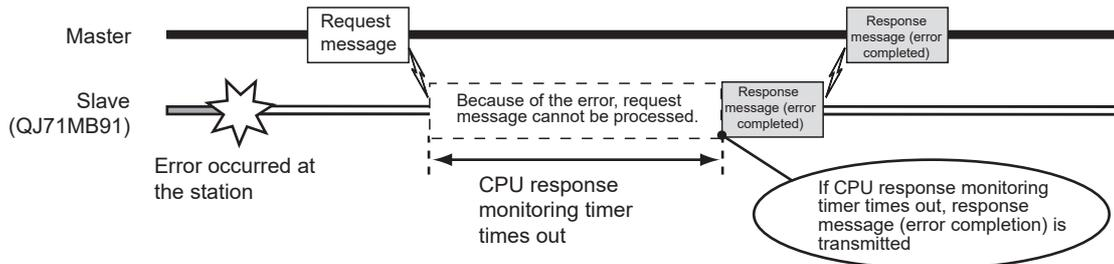 Master
Request
message
Response
message (error
completed)
Slave
(QJ71MB91)
Because of the error, request
message cannot be processed.
Response
message (error
completed)
Error occurred at
the station
CPU response
monitoring timer
times out
If CPU response monitoring
timer times out, response
message (error completion) is
transmitted